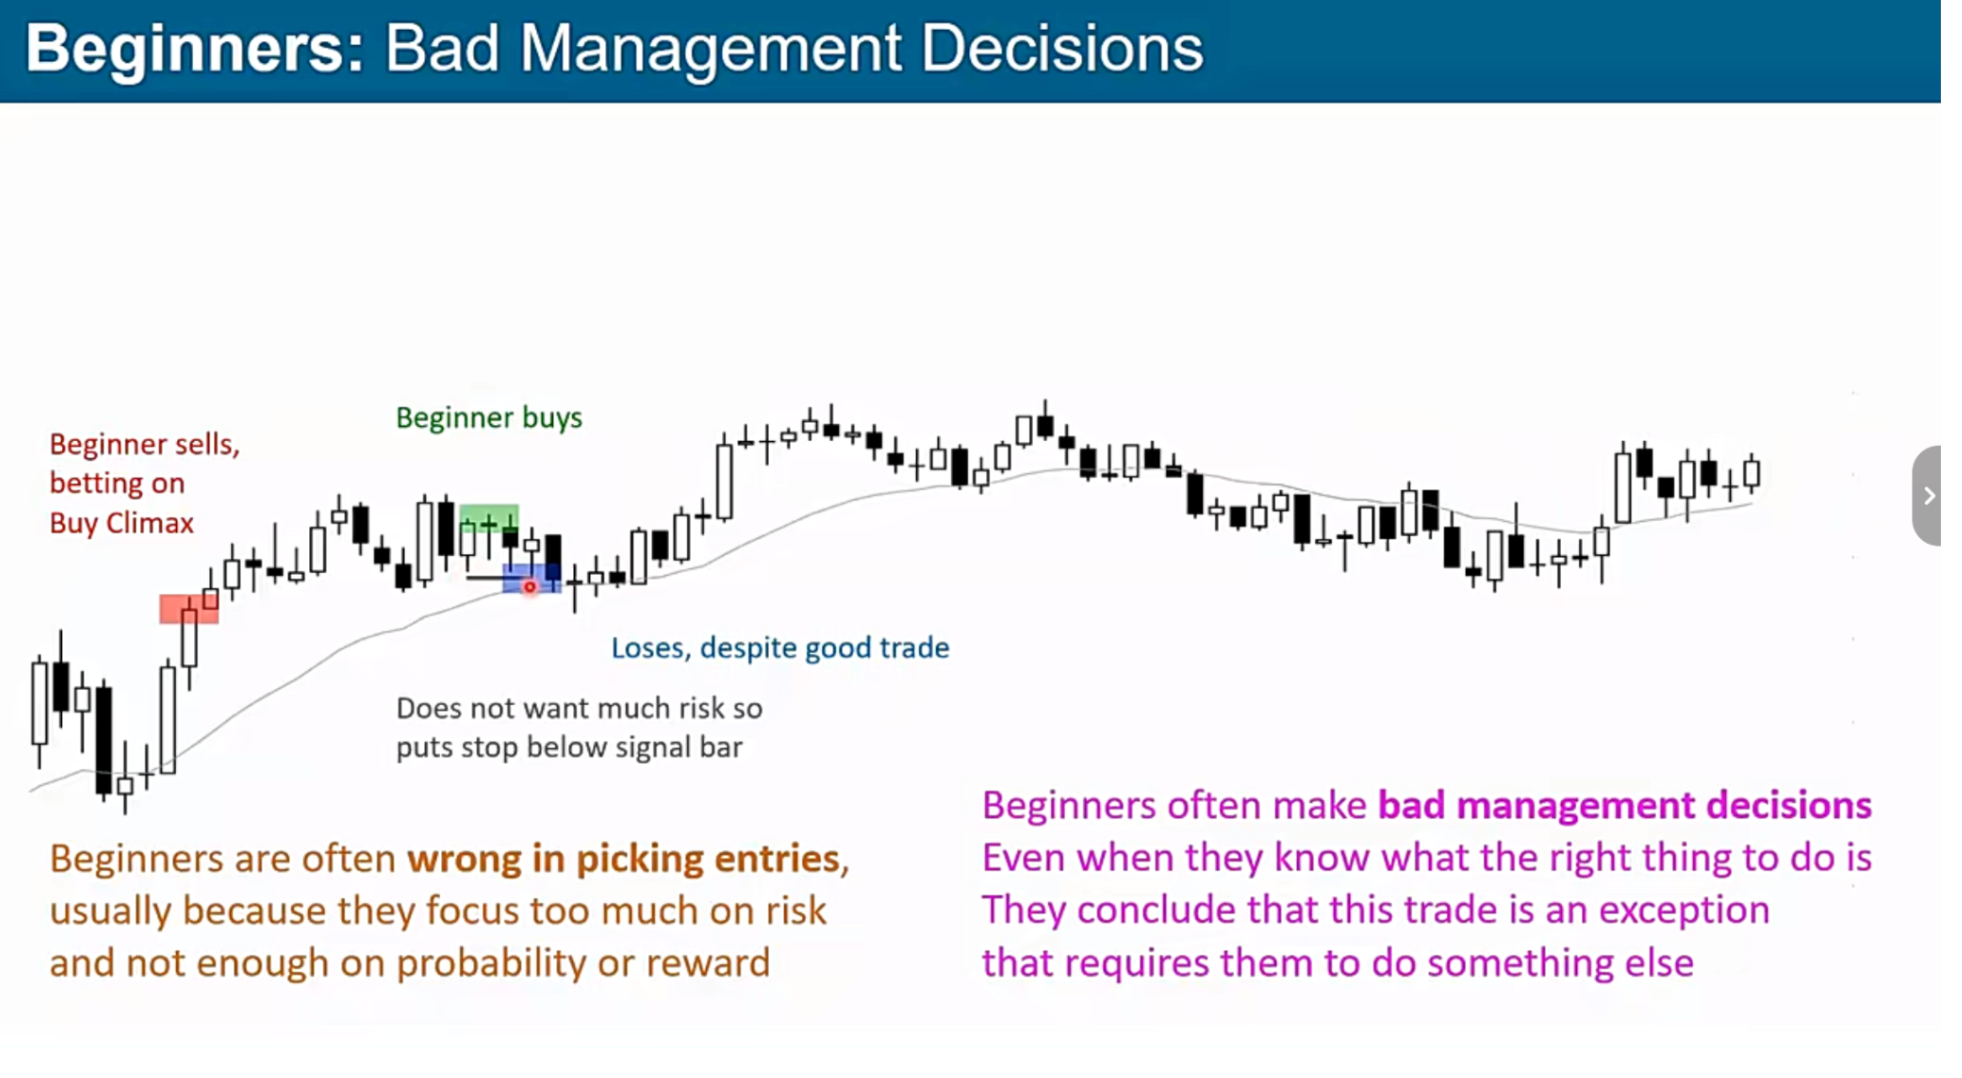 Beginners: Bad Management Decisions
Beginner sells,
betting on
Buy Climax
Beginner buys
Loses, despite good trade
Does not want much risk so
puts stop below signal bar
Beginners are often wrong in picking entries,
usually because they focus too much on risk
and not enough on probability or reward
Beginners often make bad management decisions
Even when they know what the right thing to do is
They conclude that this trade is an exception
that requires them to do something else